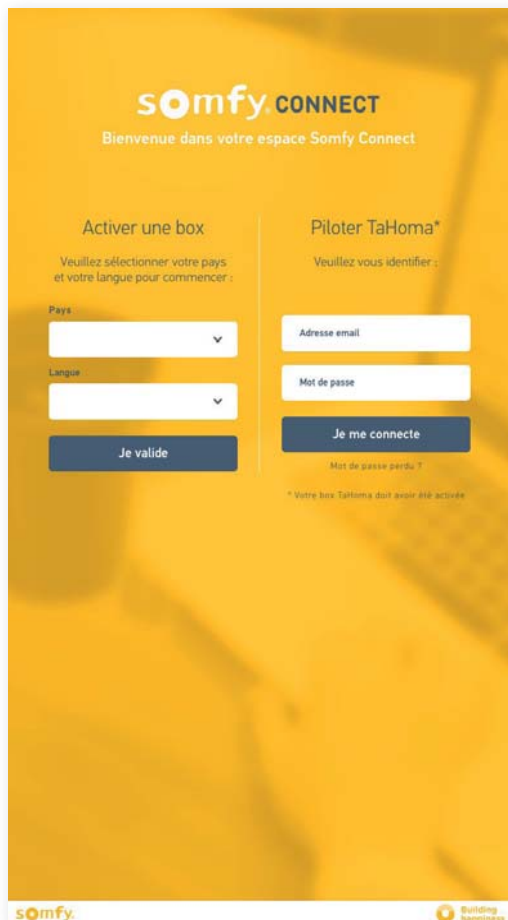 somfy. CONNECT
Bienvenue dans votre espace Somfy Connect
Activer une box
Veuillez sélectionner votre pays
et votre langue pour commencer :
Pays
Langue
Je valide
Piloter TaHoma*
Veuillez vous identifier :
Adresse email
Mot de passe
Je me connecte
Mot de passe perdu ?
* Votre box TaHoma doit avoir été activée
somfy.
Building
happiness